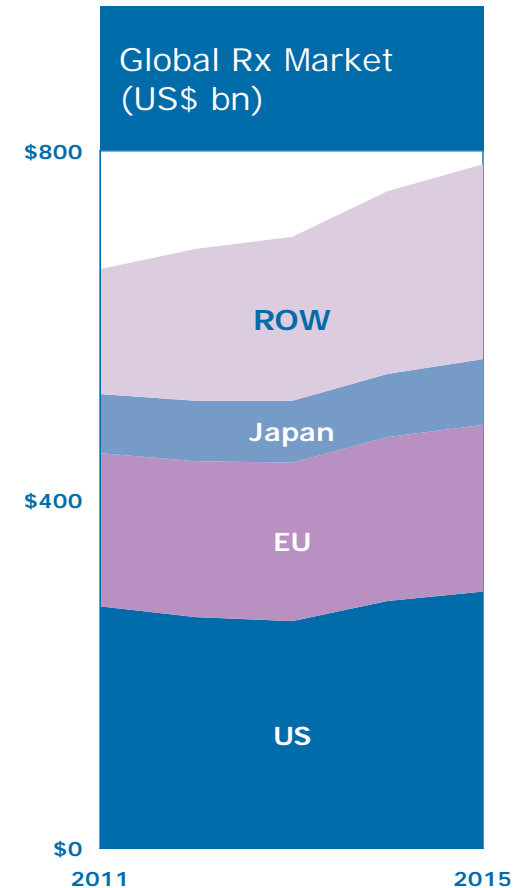 Global Rx Market
(US$ bn)
$800
ROW
Japan
$400
EU
US
$0
2011
2015